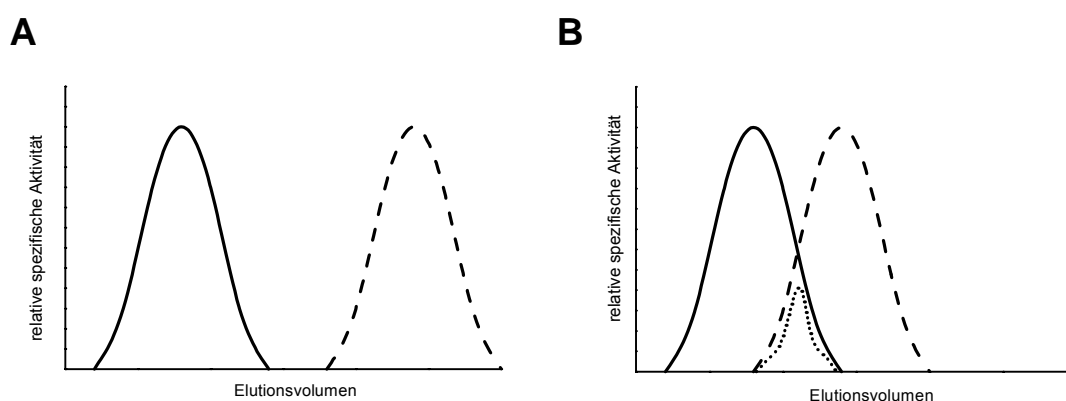 A
relative spezifische Aktivität
Elutionsvolumen
B
relative spezifische Aktivität
Elutionsvolumen